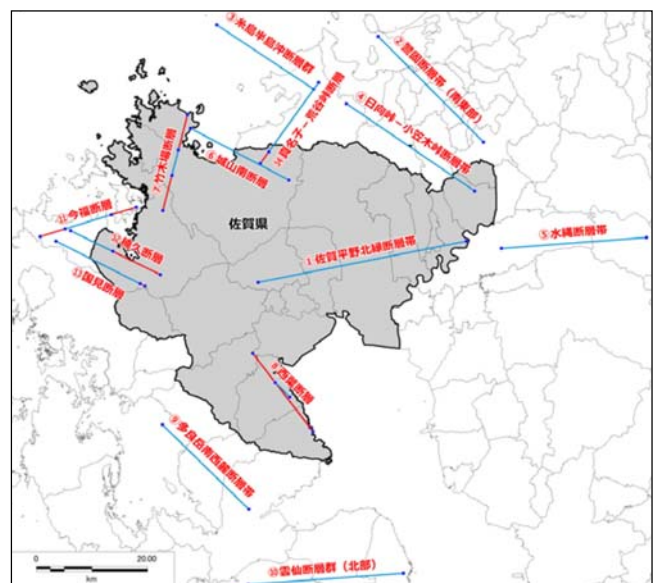 ③糸島半島沖断層群
②警固断層帯（南東部）
④日向峠－小笠木峠断層帯
⑭真名子－荒谷峠断層
⑥城山南断層
⑦竹木場断層
⑪今福断層
⑫楠久断層
⑬国見断層
佐賀県
①佐賀平野北縁断層帯
⑤水縄断層帯
⑧西葉断層
⑨多良岳南西麓断層帯
⑩雲仙断層群（北部）
0
20.00
km